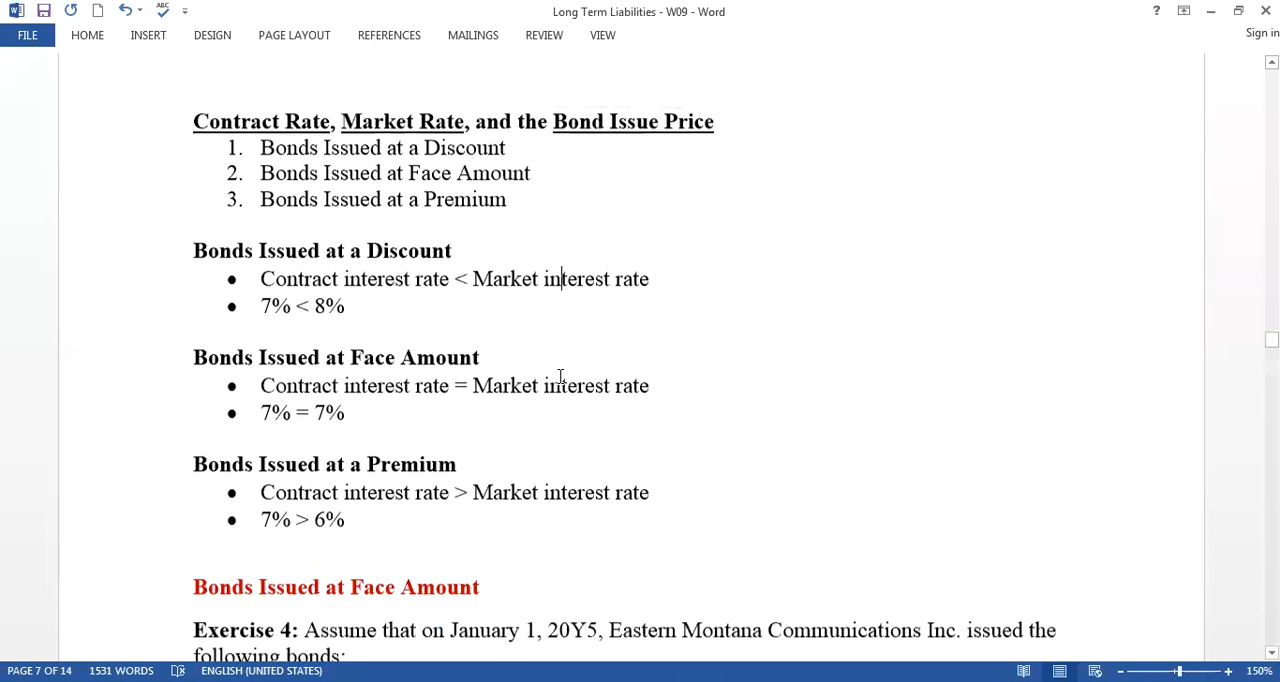 ABC
Long Term Liabilities - W09 - Word
?
FILE HOME INSERT DESIGN PAGE LAYOUT REFERENCES MAILINGS REVIEW VIEW Sign in
Contract Rate, Market Rate, and the Bond Issue Price
1. Bonds Issued at a Discount
2. Bonds Issued at Face Amount
3. Bonds Issued at a Premium
Bonds Issued at a Discount
● Contract interest rate < Market interest rate
● 7% < 8%
Bonds Issued at Face Amount
● Contract interest rate = Market interest rate
● 7% = 7%
Bonds Issued at a Premium
● Contract interest rate > Market interest rate
● 7% > 6%
Bonds Issued at Face Amount
Exercise 4: Assume that on January 1, 20Y5, Eastern Montana Communications Inc. issued the
following bonds:
PAGE 7 OF 14 1531 WORDS ENGLISH (UNITED STATES) 150%